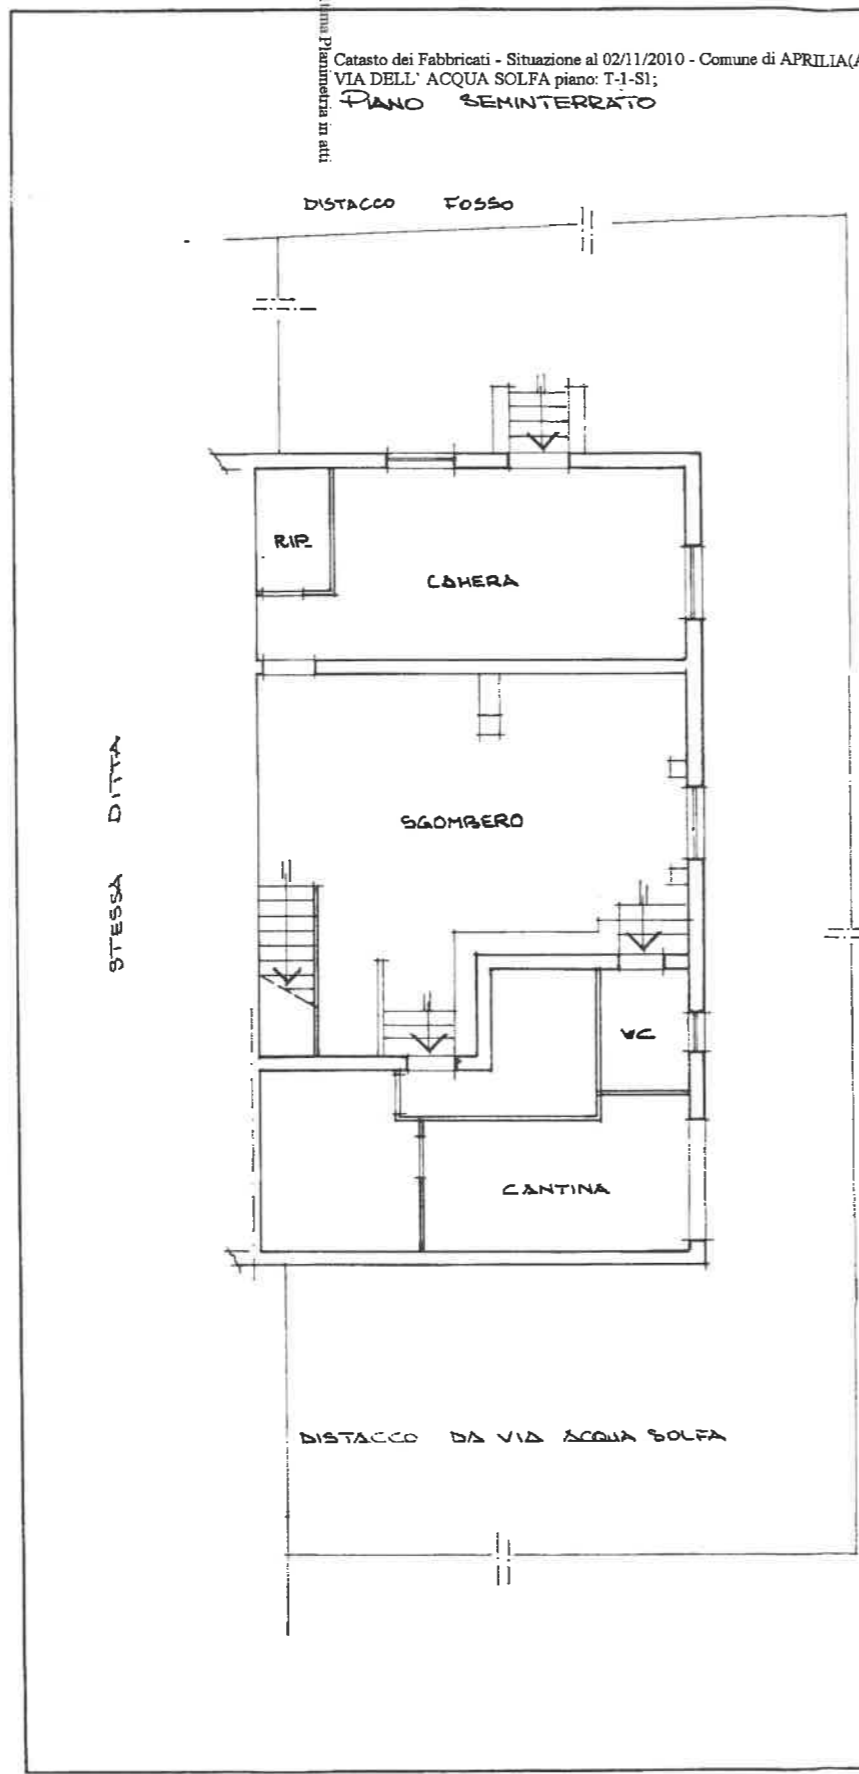 Planimetria in atti
Catasto dei Fabbricati - Situazione al 02/11/2010 - Comune di APRILIA(A
VIA DELL' ACQUA SOLFA piano: T-1-S1;
PIANO SEMINTERRATO
DISTACCO FOSSO
RIP.
CAMERA
STESSA DITTA
SGOMBERO
WC
CANTINA
DISTACCO DA VIA ACQUA SOLFA